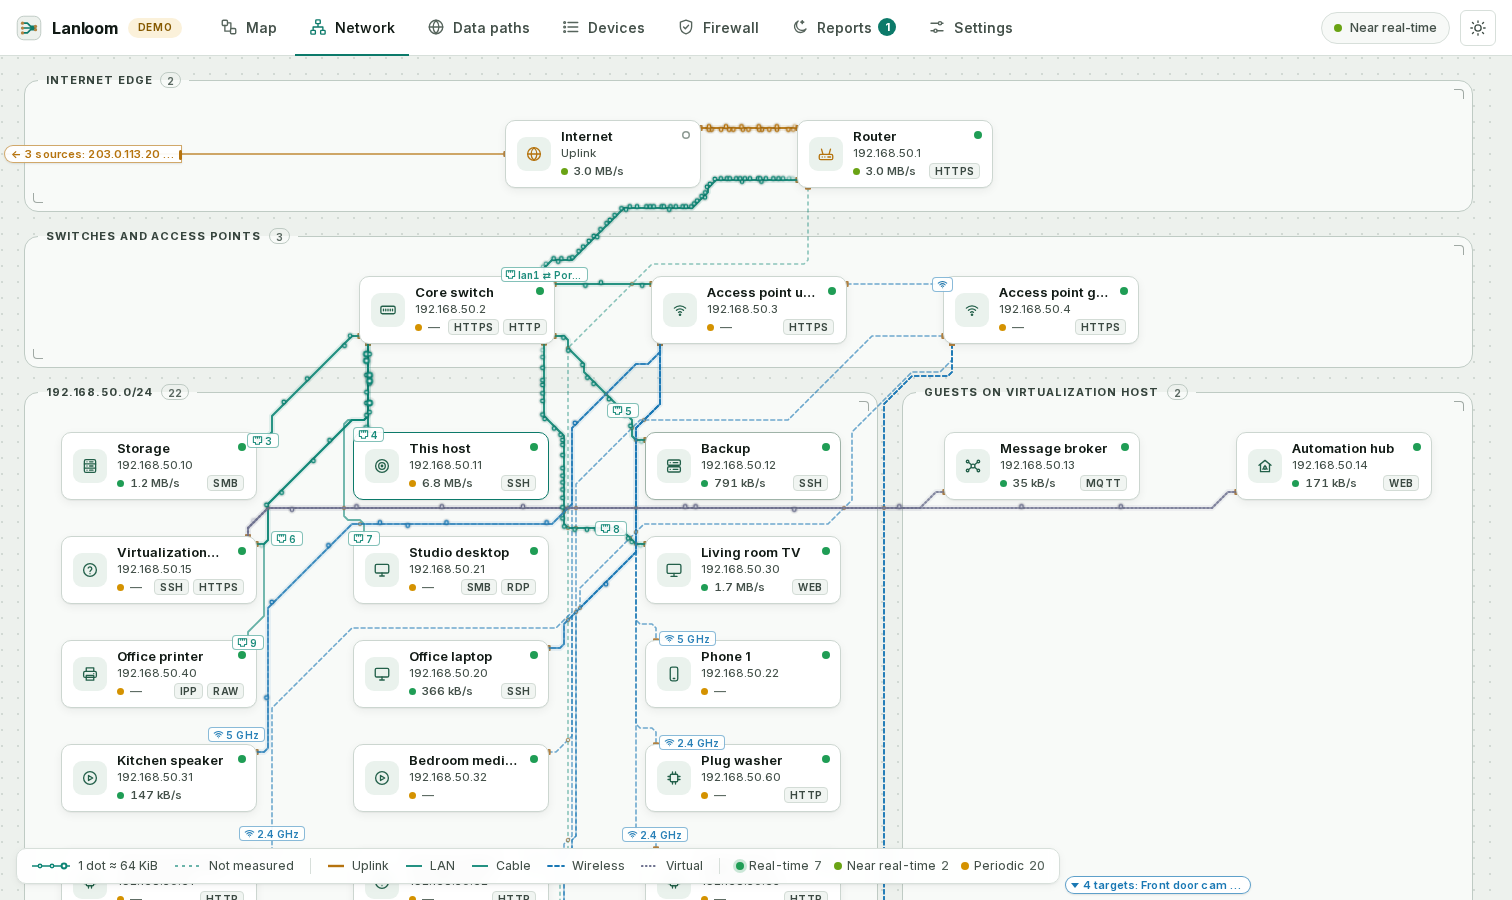 Lanloom DEMO Map Network Data paths Devices Firewall Reports 1 Settings Near real-time
INTERNET EDGE 2
← 3 sources: 203.0.113.20 ...
Internet
Uplink
3.0 MB/s
Router
192.168.50.1
3.0 MB/s HTTPS
SWITCHES AND ACCESS POINTS 3
lan1 ⇄ Por...
Core switch
192.168.50.2
— HTTPS HTTP
Access point u...
192.168.50.3
— HTTPS
Access point g...
192.168.50.4
— HTTPS
192.168.50.0/24 22
GUESTS ON VIRTUALIZATION HOST 2
5
3
4
Storage
192.168.50.10
1.2 MB/s SMB
This host
192.168.50.11
6.8 MB/s SSH
Backup
192.168.50.12
791 kB/s SSH
Message broker
192.168.50.13
35 kB/s MQTT
Automation hub
192.168.50.14
171 kB/s WEB
8
6
7
Virtualization...
192.168.50.15
— SSH HTTPS
Studio desktop
192.168.50.21
— SMB RDP
Living room TV
192.168.50.30
1.7 MB/s WEB
9
5 GHz
Office printer
192.168.50.40
— IPP RAW
Office laptop
192.168.50.20
366 kB/s SSH
Phone 1
192.168.50.22
—
5 GHz
2.4 GHz
Kitchen speaker
192.168.50.31
147 kB/s
Bedroom medi...
192.168.50.32
—
Plug washer
192.168.50.60
— HTTP
2.4 GHz
2.4 GHz
1 dot ≈ 64 KiB Not measured Uplink LAN Cable Wireless Virtual Real-time 7 Near real-time 2 Periodic 20
4 targets: Front door cam ...
— HTTP
— HTTP
— HTTP